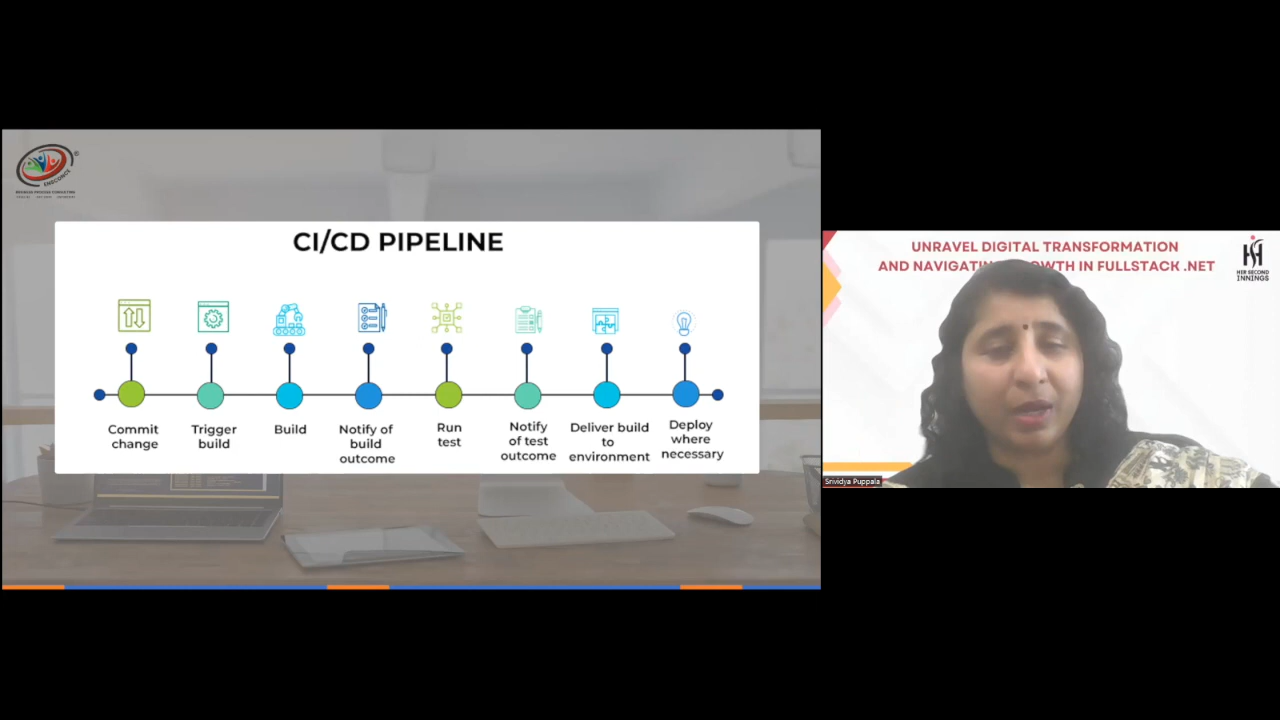 ENSCONCE
®
CI/CD PIPELINE
Commit
change
Trigger
build
Build
Notify of
build
outcome
Run
test
Notify
of test
outcome
Deliver build
to
environment
Deploy
where
necessary
UNRAVEL DIGITAL TRANSFORMATION
AND NAVIGATIN OWTH IN FULLSTACK .NET
HER SECOND
INNINGS
Srividya Puppala